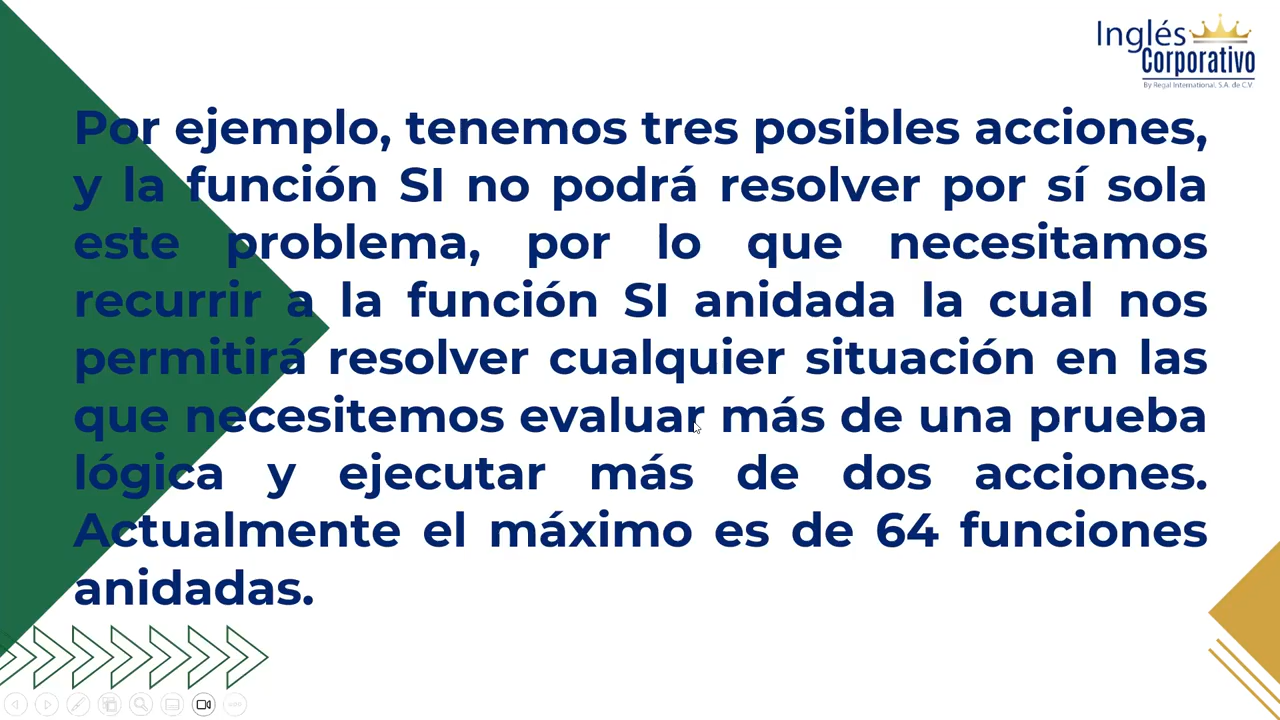 Inglés
Corporativo
By Regal International, S.A. de C.V.
Por ejemplo, tenemos tres posibles acciones,
y la función SI no podrá resolver por sí sola
este problema, por lo que necesitamos
recurrir a la función SI anidada la cual nos
permitirá resolver cualquier situación en las
que necesitemos evaluar más de una prueba
lógica y ejecutar más de dos acciones.
Actualmente el máximo es de 64 funciones
anidadas.